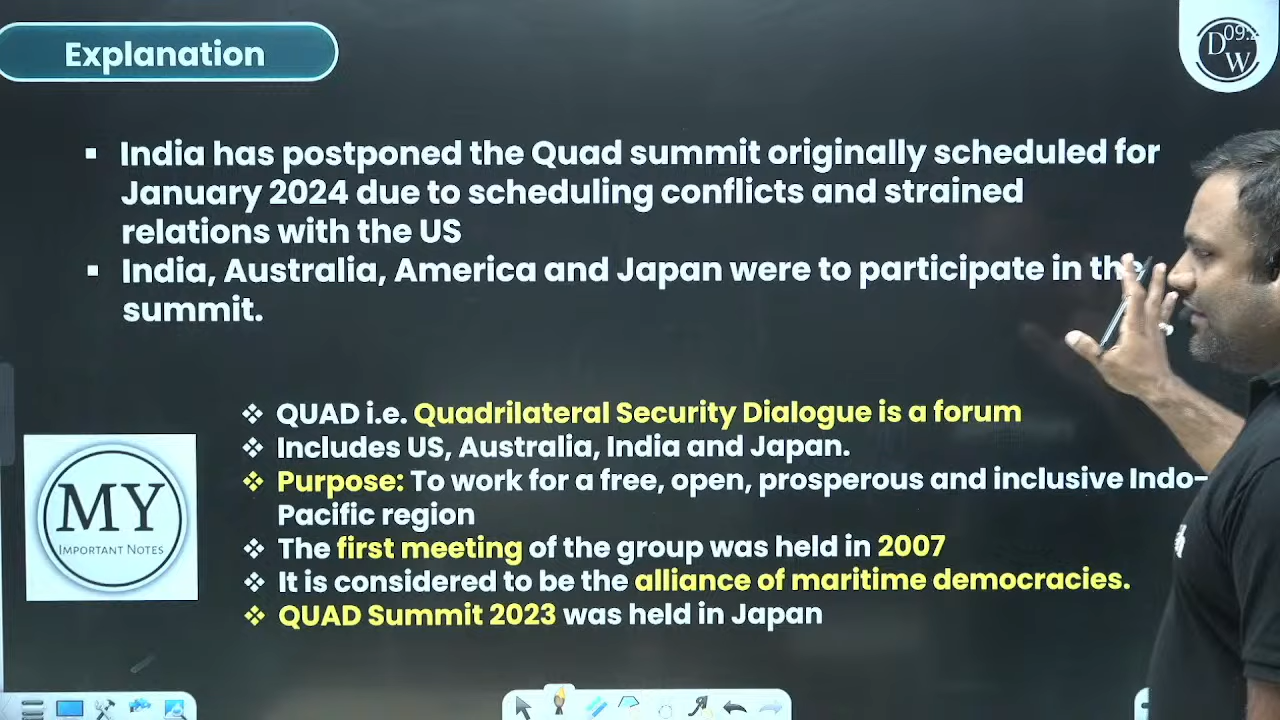 Explanation
09:
DW
▪ India has postponed the Quad summit originally scheduled for
January 2024 due to scheduling conflicts and strained
relations with the US
▪ India, Australia, America and Japan were to participate in the
summit.
❖ QUAD i.e. Quadrilateral Security Dialogue is a forum
❖ Includes US, Australia, India and Japan.
❖ Purpose: To work for a free, open, prosperous and inclusive Indo-
Pacific region
❖ The first meeting of the group was held in 2007
❖ It is considered to be the alliance of maritime democracies.
❖ QUAD Summit 2023 was held in Japan
MY
IMPORTANT NOTES